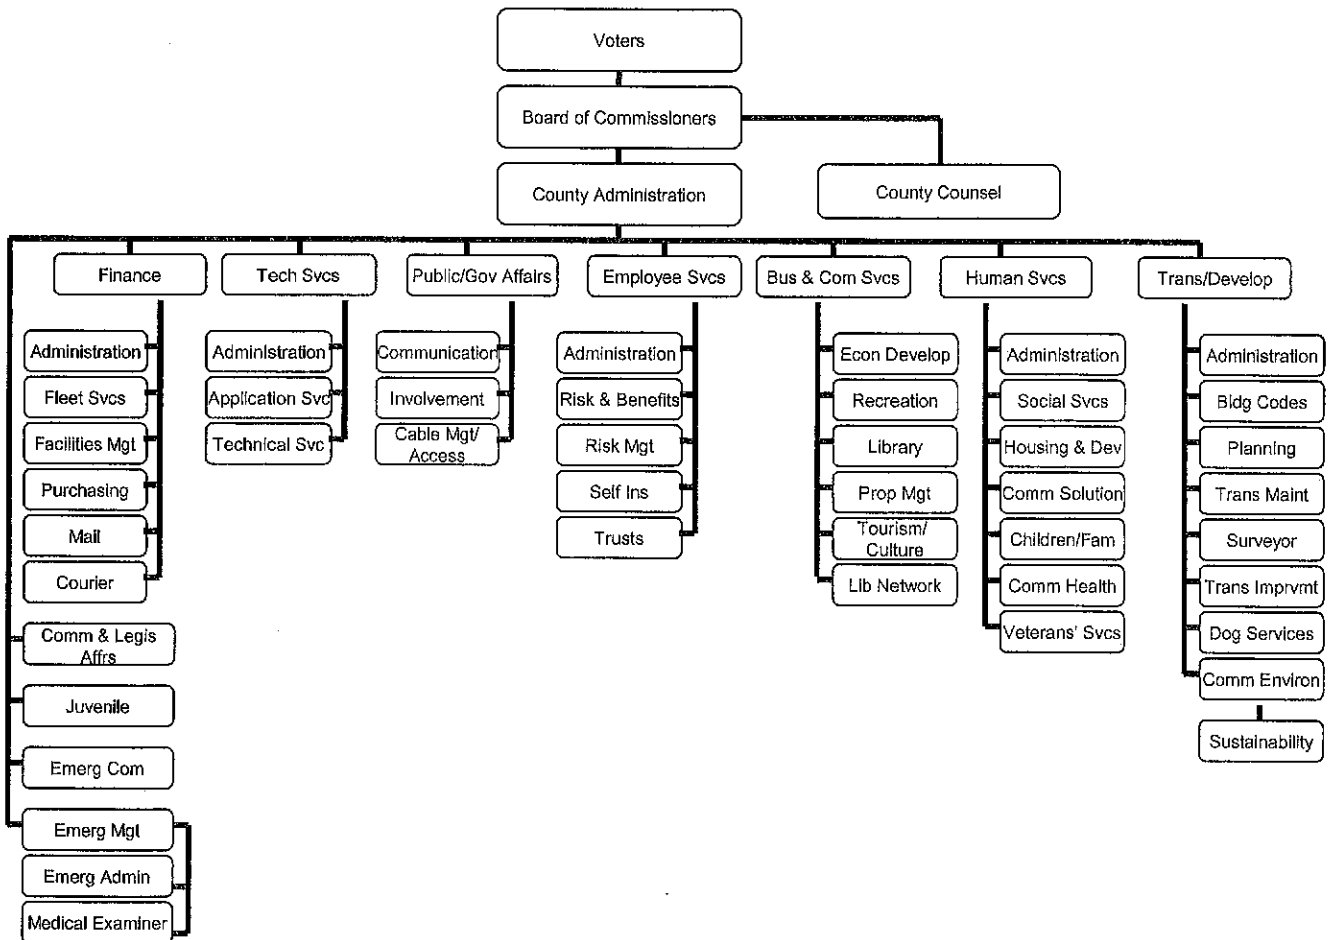 Voters
Board of Commissioners
County Administration
County Counsel
Finance
Tech Svcs
Public/Gov Affairs
Employee Svcs
Bus & Com Svcs
Human Svcs
Trans/Develop
Administration
Fleet Svcs
Facilities Mgt
Purchasing
Mail
Courier
Administration
Application Svc
Technical Svc
Communication
Involvement
Cable Mgt/
Access
Administration
Risk & Benefits
Risk Mgt
Self Ins
Trusts
Econ Develop
Recreation
Library
Prop Mgt
Tourism/
Culture
Lib Network
Administration
Social Svcs
Housing & Dev
Comm Solution
Children/Fam
Comm Health
Veterans' Svcs
Administration
Bldg Codes
Planning
Trans Maint
Surveyor
Trans Imprvmt
Dog Services
Comm Environ
Sustainability
Comm & Legis
Affrs
Juvenile
Emerg Com
Emerg Mgt
Emerg Admin
Medical Examiner